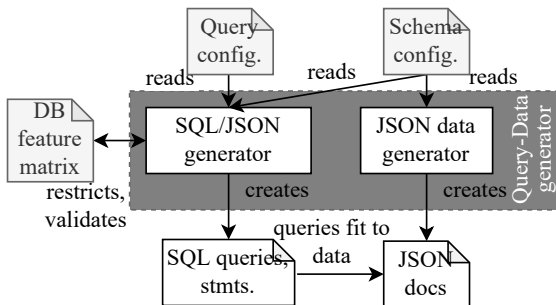 Query
config.
Schema
config.
reads
reads
reads
DB
feature
matrix
SQL/JSON
generator
JSON data
generator
Query-Data
generator
restricts,
validates
creates
creates
queries fit to
data
SQL queries,
stmts.
JSON
docs